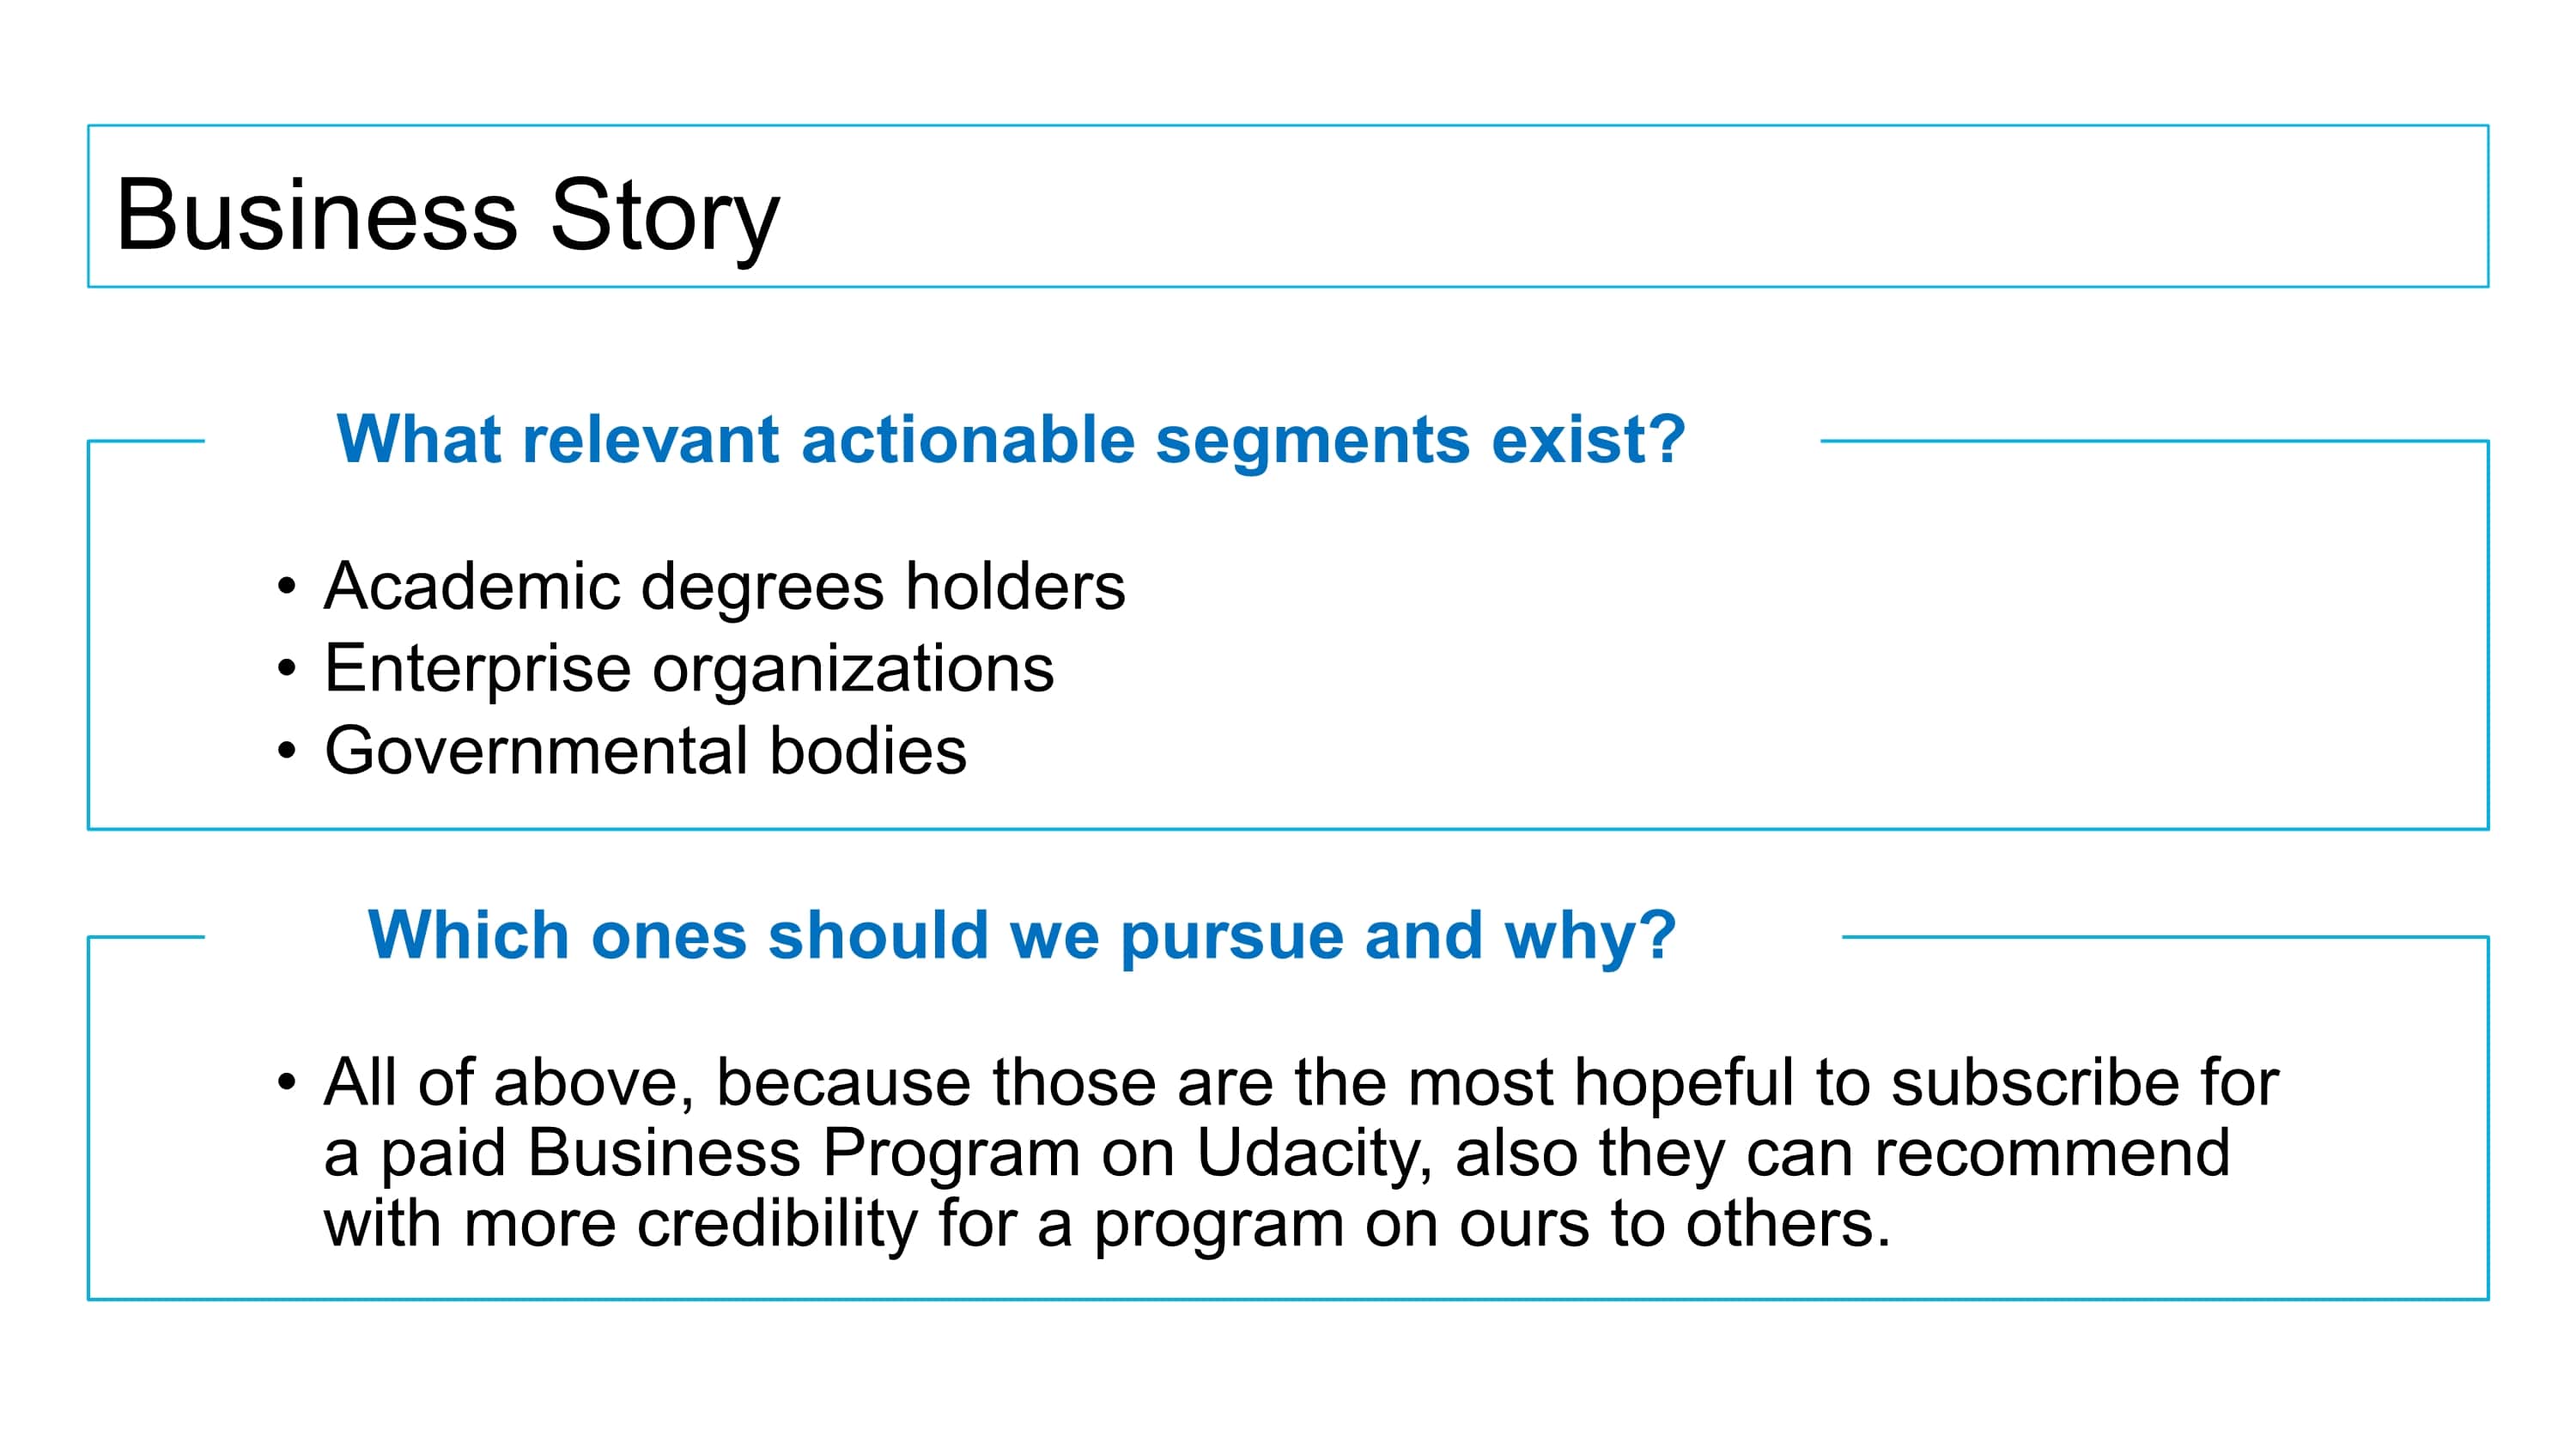 Business Story
What relevant actionable segments exist?
• Academic degrees holders
• Enterprise organizations
• Governmental bodies
Which ones should we pursue and why?
• All of above, because those are the most hopeful to subscribe for
a paid Business Program on Udacity, also they can recommend
with more credibility for a program on ours to others.